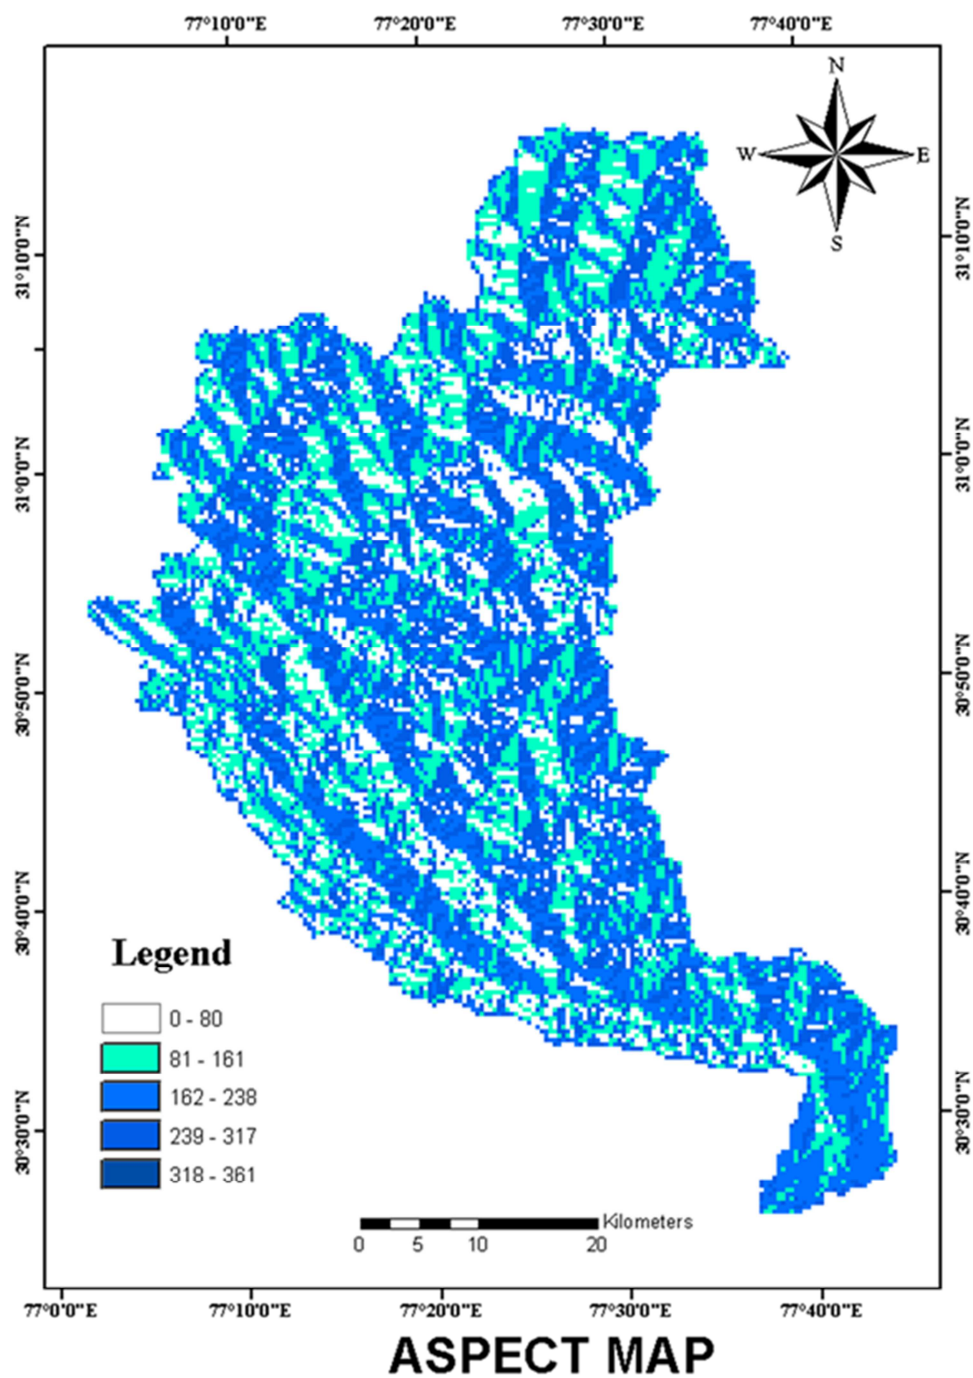 77°10'0"E 77°20'0"E 77°30'0"E 77°40'0"E
N
W E
S
31°10'0"N 31°10'0"N
31°0'0"N 31°0'0"N
30°50'0"N 30°50'0"N
30°40'0"N 30°40'0"N
Legend
0 - 80
81 - 161
162 - 238
239 - 317
318 - 361
30°30'0"N 30°30'0"N
Kilometers
0 5 10 20
77°0'0"E 77°10'0"E 77°20'0"E 77°30'0"E 77°40'0"E
ASPECT MAP